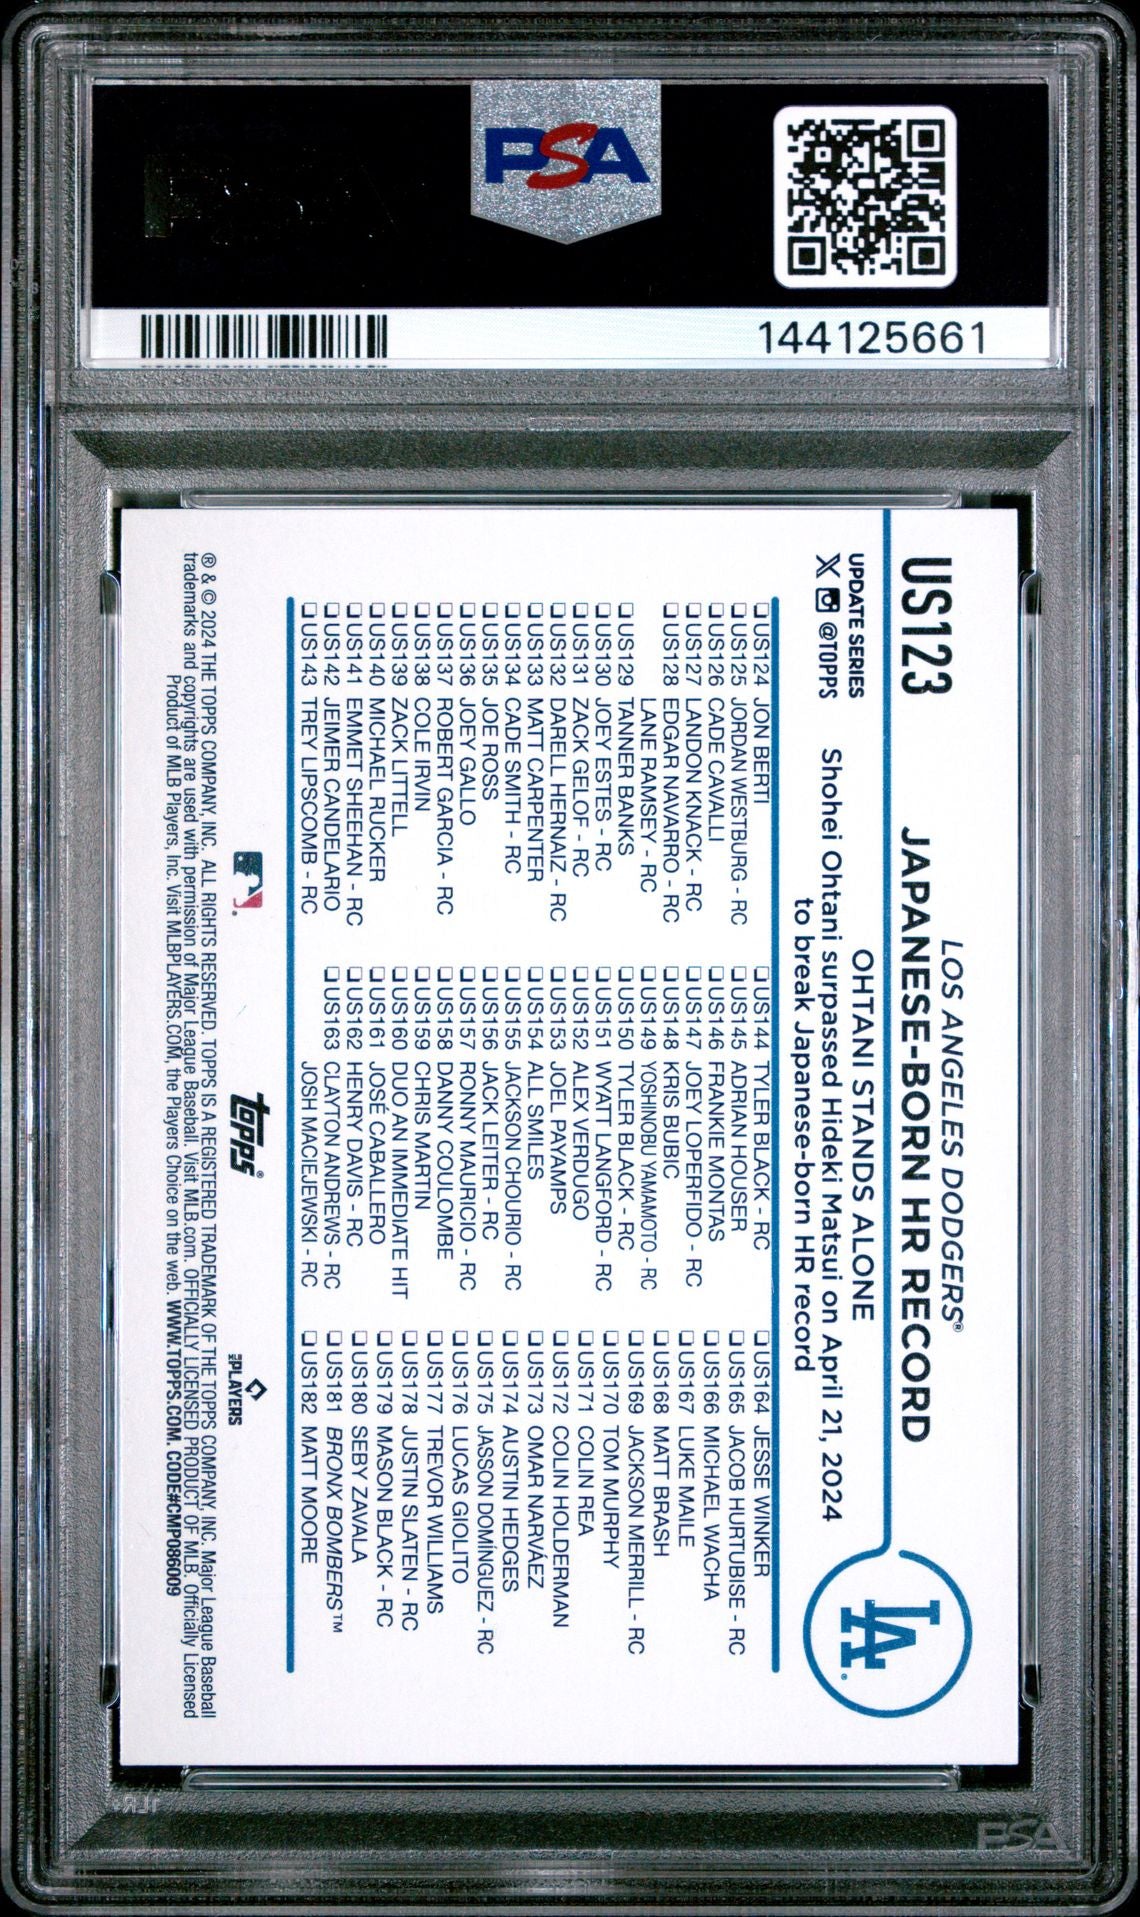 PSA
144125661
US123
LOS ANGELES DODGERS®
JAPANESE-BORN HR RECORD
UPDATE SERIES
@TOPPS
OHTANI STANDS ALONE
Shohei Ohtani surpassed Hideki Matsui on April 21, 2024
to break Japanese-born HR record
LA
❏ US124 JON BERTI
❏ US125 JORDAN WESTBURG - RC
❏ US126 CADE CAVALLI
❏ US127 LANDON KNACK - RC
❏ US128 EDGAR NAVARRO - RC
LANE RAMSEY - RC
❏ US129 TANNER BANKS
❏ US130 JOEY ESTES - RC
❏ US131 ZACK GELOF - RC
❏ US132 DARELL HERNAIZ - RC
❏ US133 MATT CARPENTER
❏ US134 CADE SMITH - RC
❏ US135 JOE ROSS
❏ US136 JOEY GALLO
❏ US137 ROBERT GARCIA - RC
❏ US138 COLE IRVIN
❏ US139 ZACK LITTELL
❏ US140 MICHAEL RUCKER
❏ US141 EMMET SHEEHAN - RC
❏ US142 JEIMER CANDELARIO
❏ US143 TREY LIPSCOMB - RC
❏ US144 TYLER BLACK - RC
❏ US145 ADRIAN HOUSER
❏ US146 FRANKIE MONTAS
❏ US147 JOEY LOPERFIDO - RC
❏ US148 KRIS BUBIC
❏ US149 YOSHINOBU YAMAMOTO - RC
❏ US150 TYLER BLACK - RC
❏ US151 WYATT LANGFORD - RC
❏ US152 ALEX VERDUGO
❏ US153 JOEL PAYAMPS
❏ US154 ALL SMILES
❏ US155 JACKSON CHOURIO - RC
❏ US156 JACK LEITER - RC
❏ US157 RONNY MAURICIO - RC
❏ US158 DANNY COULOMBE
❏ US159 CHRIS MARTIN
❏ US160 DUO AN IMMEDIATE HIT
❏ US161 JOSÉ CABALLERO
❏ US162 HENRY DAVIS - RC
❏ US163 CLAYTON ANDREWS - RC
JOSH MACIEJEWSKI - RC
❏ US164 JESSE WINKER
❏ US165 JACOB HURTUBISE - RC
❏ US166 MICHAEL WACHA
❏ US167 LUKE MAILE
❏ US168 MATT BRASH
❏ US169 JACKSON MERRILL - RC
❏ US170 TOM MURPHY
❏ US171 COLIN REA
❏ US172 COLIN HOLDERMAN
❏ US173 OMAR NARVÁEZ
❏ US174 AUSTIN HEDGES
❏ US175 JASSON DOMÍNGUEZ - RC
❏ US176 LUCAS GIOLITO
❏ US177 TREVOR WILLIAMS
❏ US178 JUSTIN SLATEN - RC
❏ US179 MASON BLACK - RC
❏ US180 SEBY ZAVALA
❏ US181 BRONX BOMBERS™
❏ US182 MATT MOORE
topps®
PLAYERS
® & © 2024 THE TOPPS COMPANY, INC. ALL RIGHTS RESERVED. TOPPS IS A REGISTERED TRADEMARK OF THE TOPPS COMPANY, INC. Major League Baseball
trademarks and copyrights are used with permission of Major League Baseball. Visit MLB.com. OFFICIALLY LICENSED PRODUCT OF MLB. Officially Licensed
Product of MLB Players, Inc. Visit MLBPLAYERS.COM, the Players Choice on the web. WWW.TOPPS.COM. CODE#CMP086009
PSA